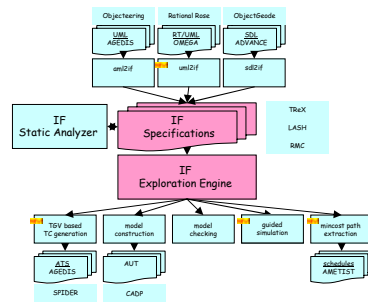 Objecteering
Rational Rose
ObjectGeode
UML
AGEDIS
RT/UML
OMEGA
SDL
ADVANCE
aml2if
uml2if
sdl2if
IF
Static Analyzer
IF
Specifications
TReX
LASH
RMC
IF
Exploration Engine
TGV based
TC generation
model
construction
model
checking
guided
simulation
mincost path
extraction
ATS
AGEDIS
AUT
schedules
AMETIST
SPIDER
CADP